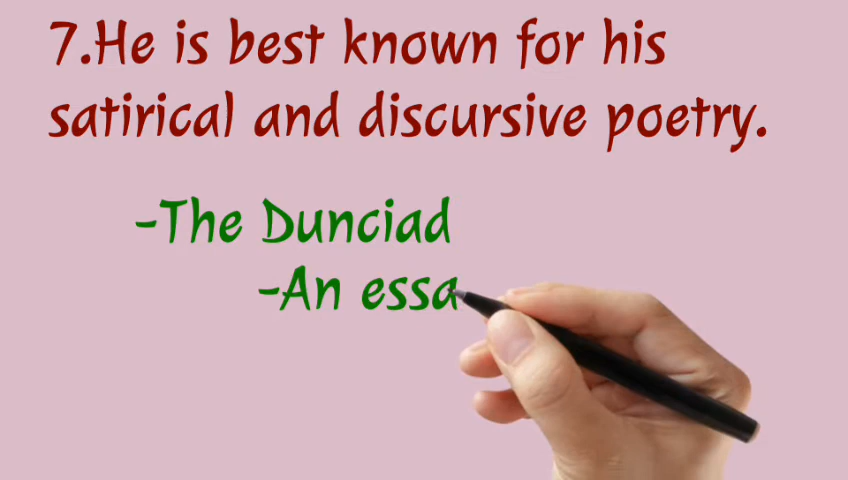 7.He is best known for his
satirical and discursive poetry.
-The Dunciad
-An essa